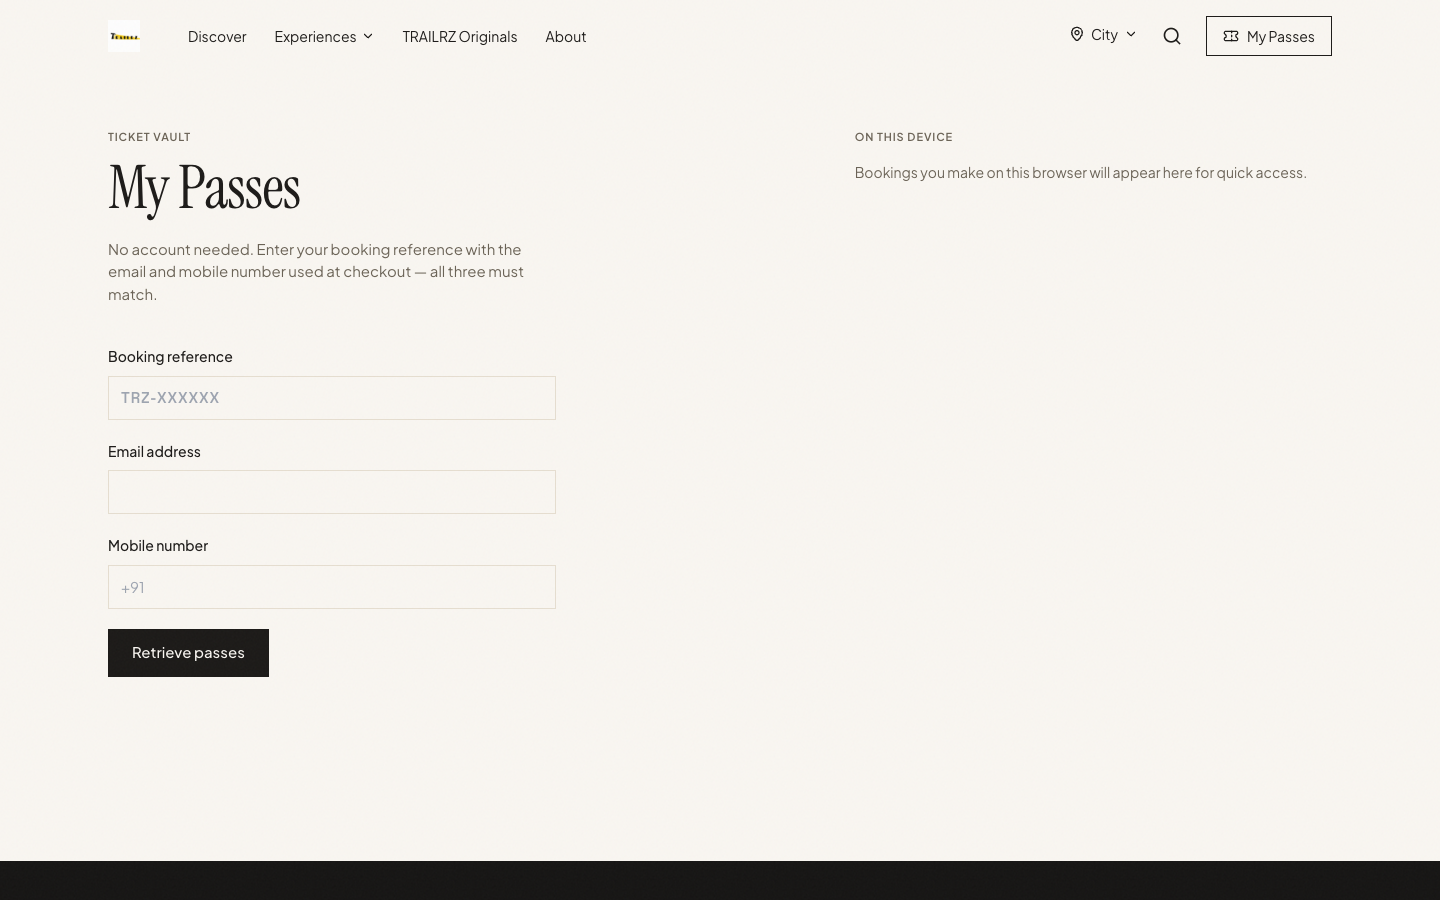 Discover
Experiences
TRAILRZ Originals
About
City
My Passes
TICKET VAULT
My Passes
No account needed. Enter your booking reference with the
email and mobile number used at checkout — all three must
match.
Booking reference
TRZ-XXXXXX
Email address
Mobile number
+91
Retrieve passes
ON THIS DEVICE
Bookings you make on this browser will appear here for quick access.